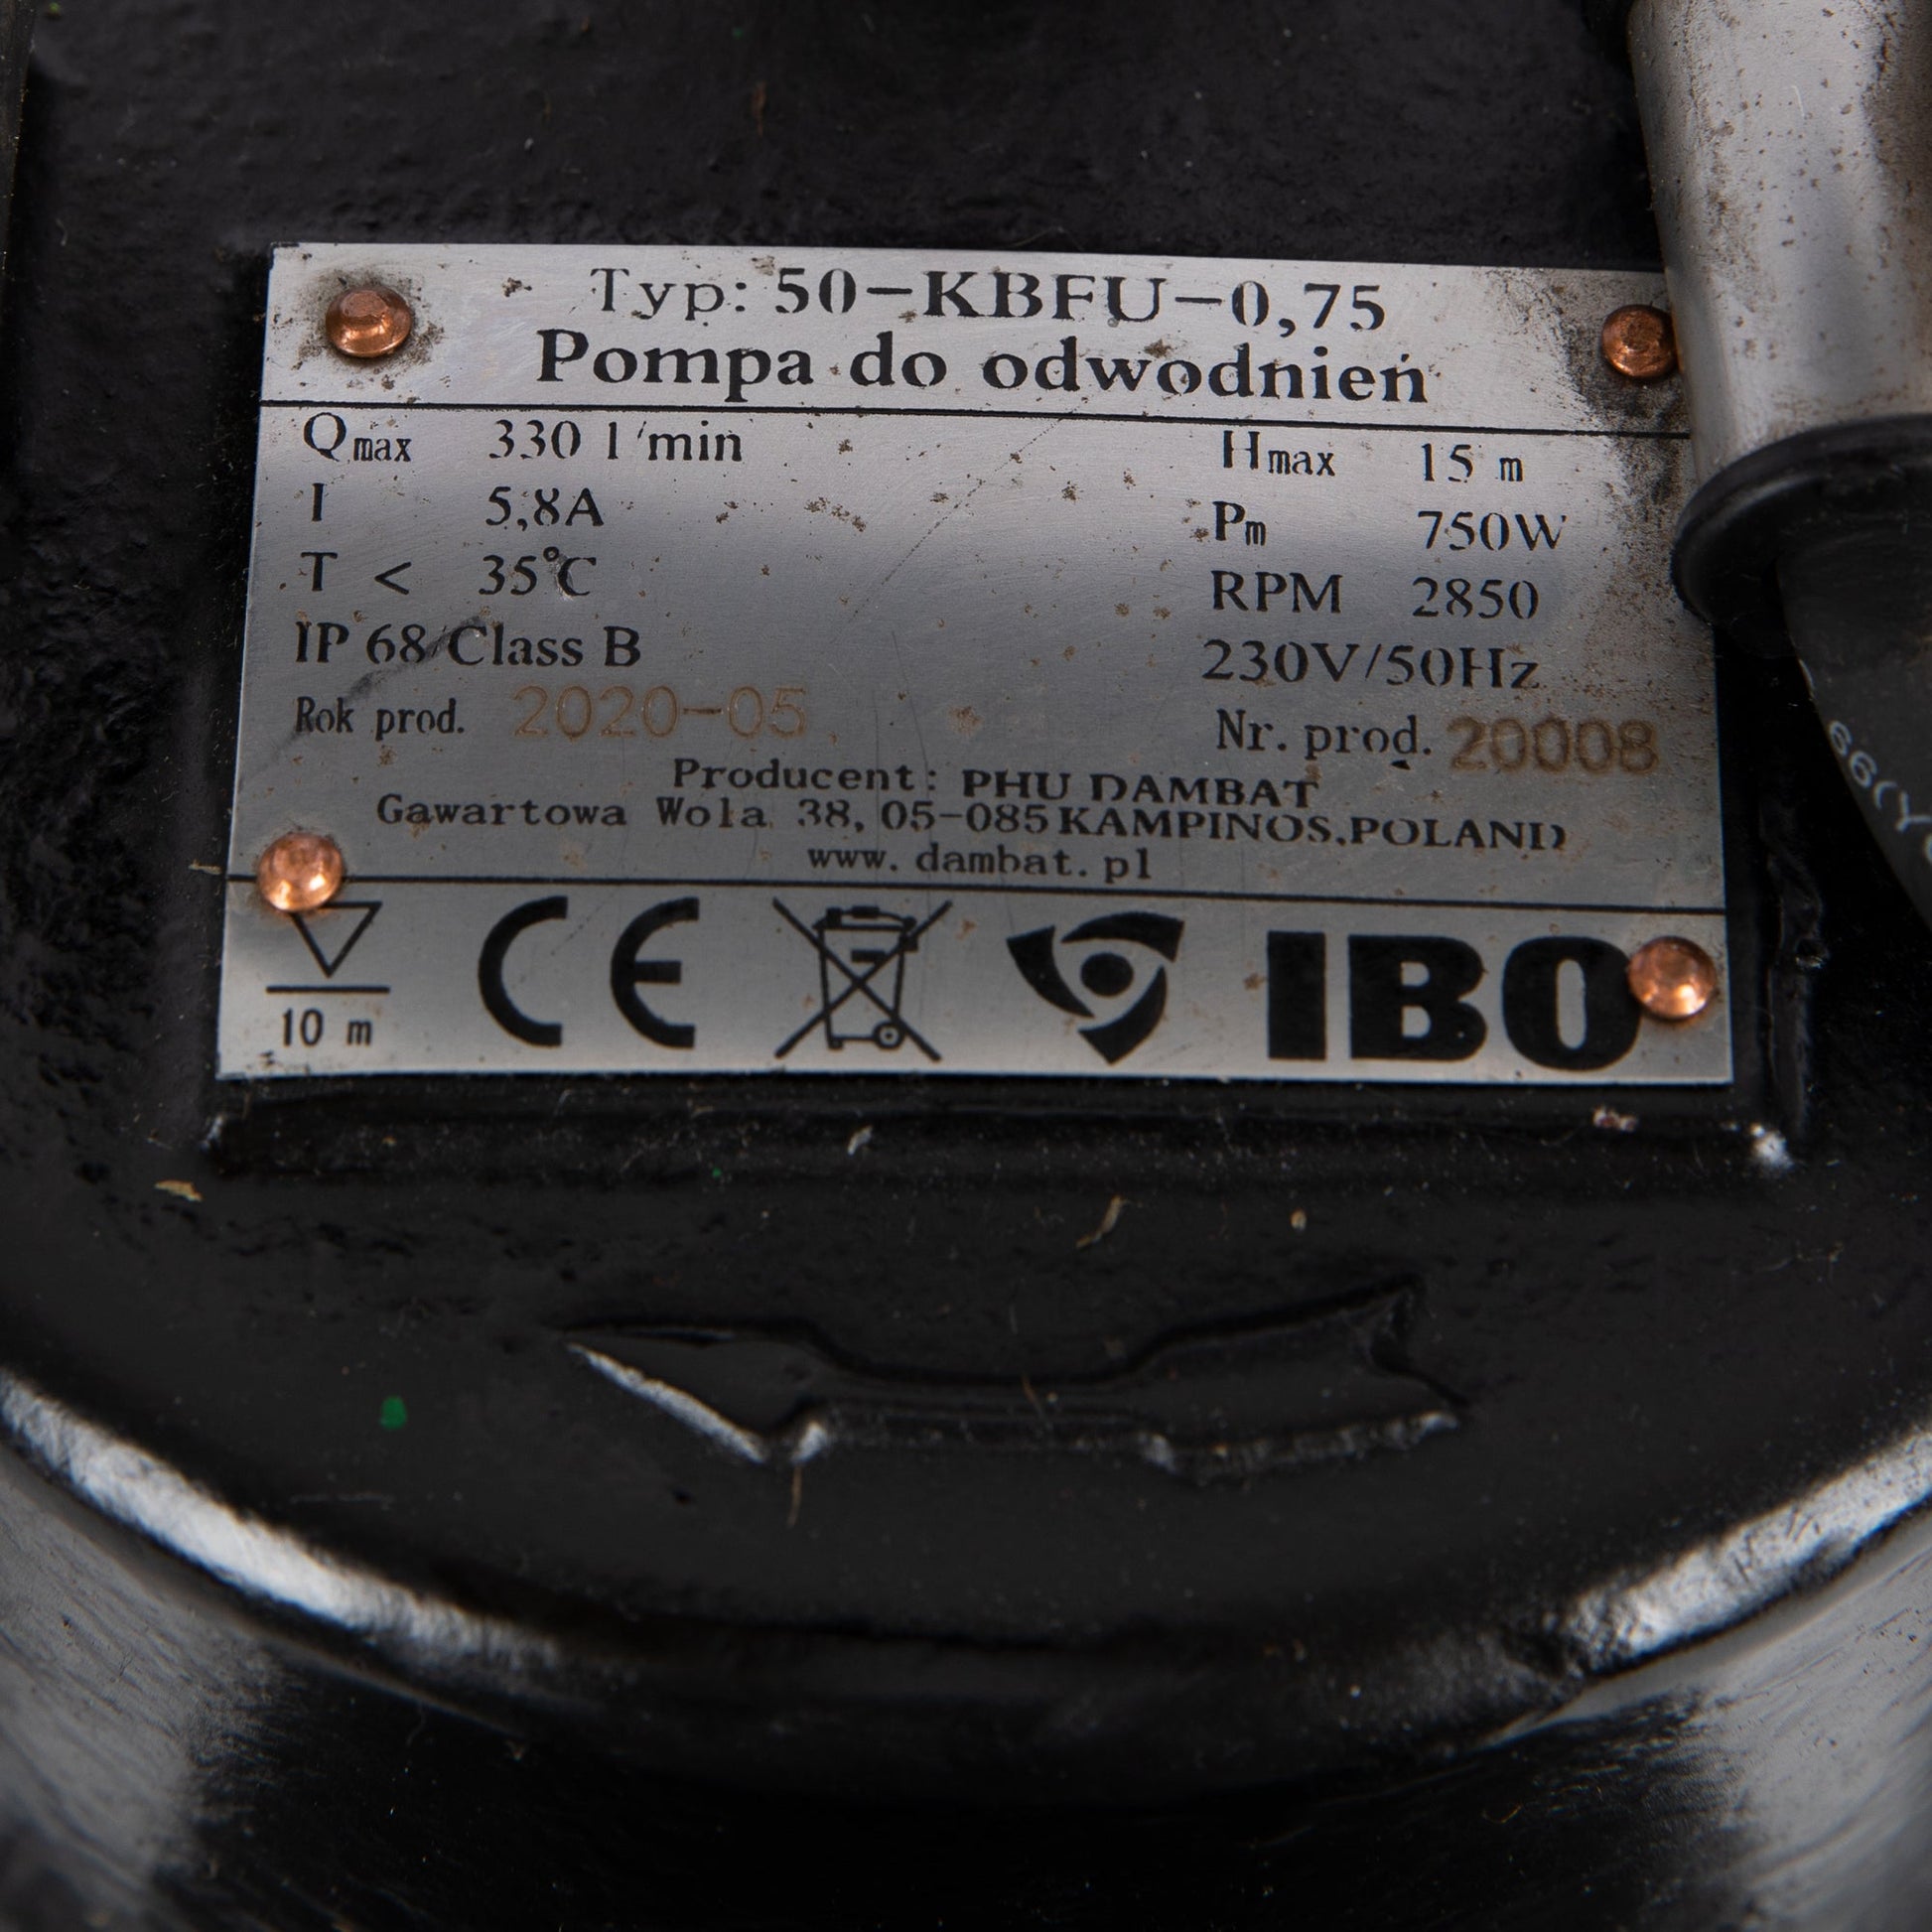 Typ: 50-KBFU-0,75
Pompa do odwodnień
Qmax 330 l/min Hmax 15 m
I 5,8A Pm 750W
T < 35°C RPM 2850
IP 68 Class B 230V/50Hz
Rok prod. 2020-05 Nr. prod. 20008
Producent: PHU DAMBAT
Gawartowa Wola 38, 05-085 KAMPINOS.POLAND
www.dambat.pl
10 m CE IBO